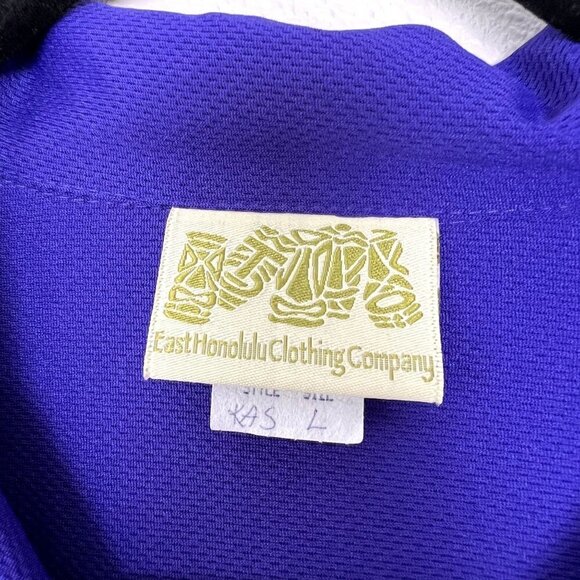 East Honolulu Clothing Company
STYLE SIZE
KAS L